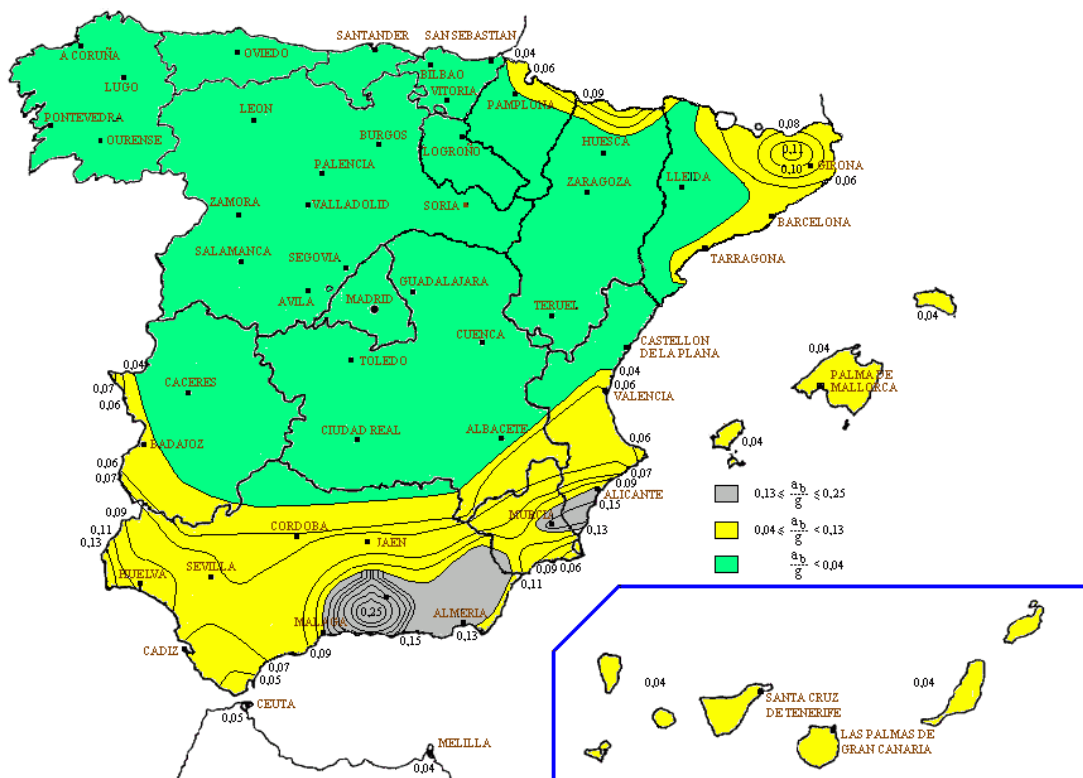 SANTANDER
SAN SEBASTIAN
A CORUÑA
OVIEDO
0,04
BILBAO
0,06
LUGO
VITORIA
0,09
PAMPLUNA
LEON
PONTEVEDRA
0,08
BURGOS
OURENSE
LOGROÑO
HUESCA
0,11
GIRONA
0,10
PALENCIA
0,06
ZARAGOZA
LLEIDA
ZAMORA
VALLADOLID
SORIA
BARCELONA
SALAMANCA
SEGOVIA
TARRAGONA
GUADALAJARA
AVILA
MADRID
TERUEL
0,04
CUENCA
CASTELLON
DE LA PLANA
TOLEDO
0,04
0,04
0,04
0,07
CACERES
0,06
PALMA DE
MALLORCA
0,06
VALENCIA
CIUDAD REAL
ALBACETE
BADAJOZ
0,06
0,04
0,06
0,07
0,07
0,09
ALICANTE
0,15
0,13 ≤ ab/g ≤ 0,25
0,09
MURCIA
0,13
0,11
CORDOBA
0,04 ≤ ab/g < 0,13
0,13
JAEN
0,09
0,06
ab/g < 0,04
HUELVA
SEVILLA
0,11
0,25
ALMERIA
MALAGA
0,15
0,13
CADIZ
0,09
0,07
0,05
0,04
0,04
CEUTA
0,05
SANTA CRUZ
DE TENERIFE
LAS PALMAS DE
GRAN CANARIA
MELILLA
0,04